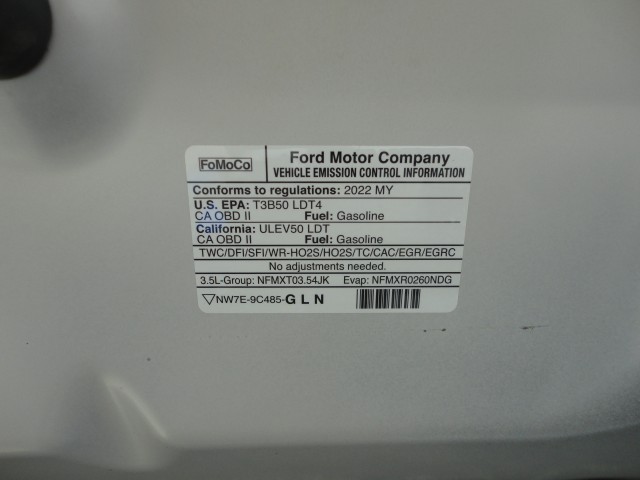 FoMoCo
Ford Motor Company
VEHICLE EMISSION CONTROL INFORMATION
Conforms to regulations: 2022 MY
U.S. EPA: T3B50 LDT4
CA OBD II Fuel: Gasoline
California: ULEV50 LDT
CA OBD II Fuel: Gasoline
TWC/DFI/SFI/WR-HO2S/HO2S/TC/CAC/EGR/EGRC
No adjustments needed.
3.5L-Group: NFMXT03.54JK Evap: NFMXR0260NDG
NW7E-9C485-G L N